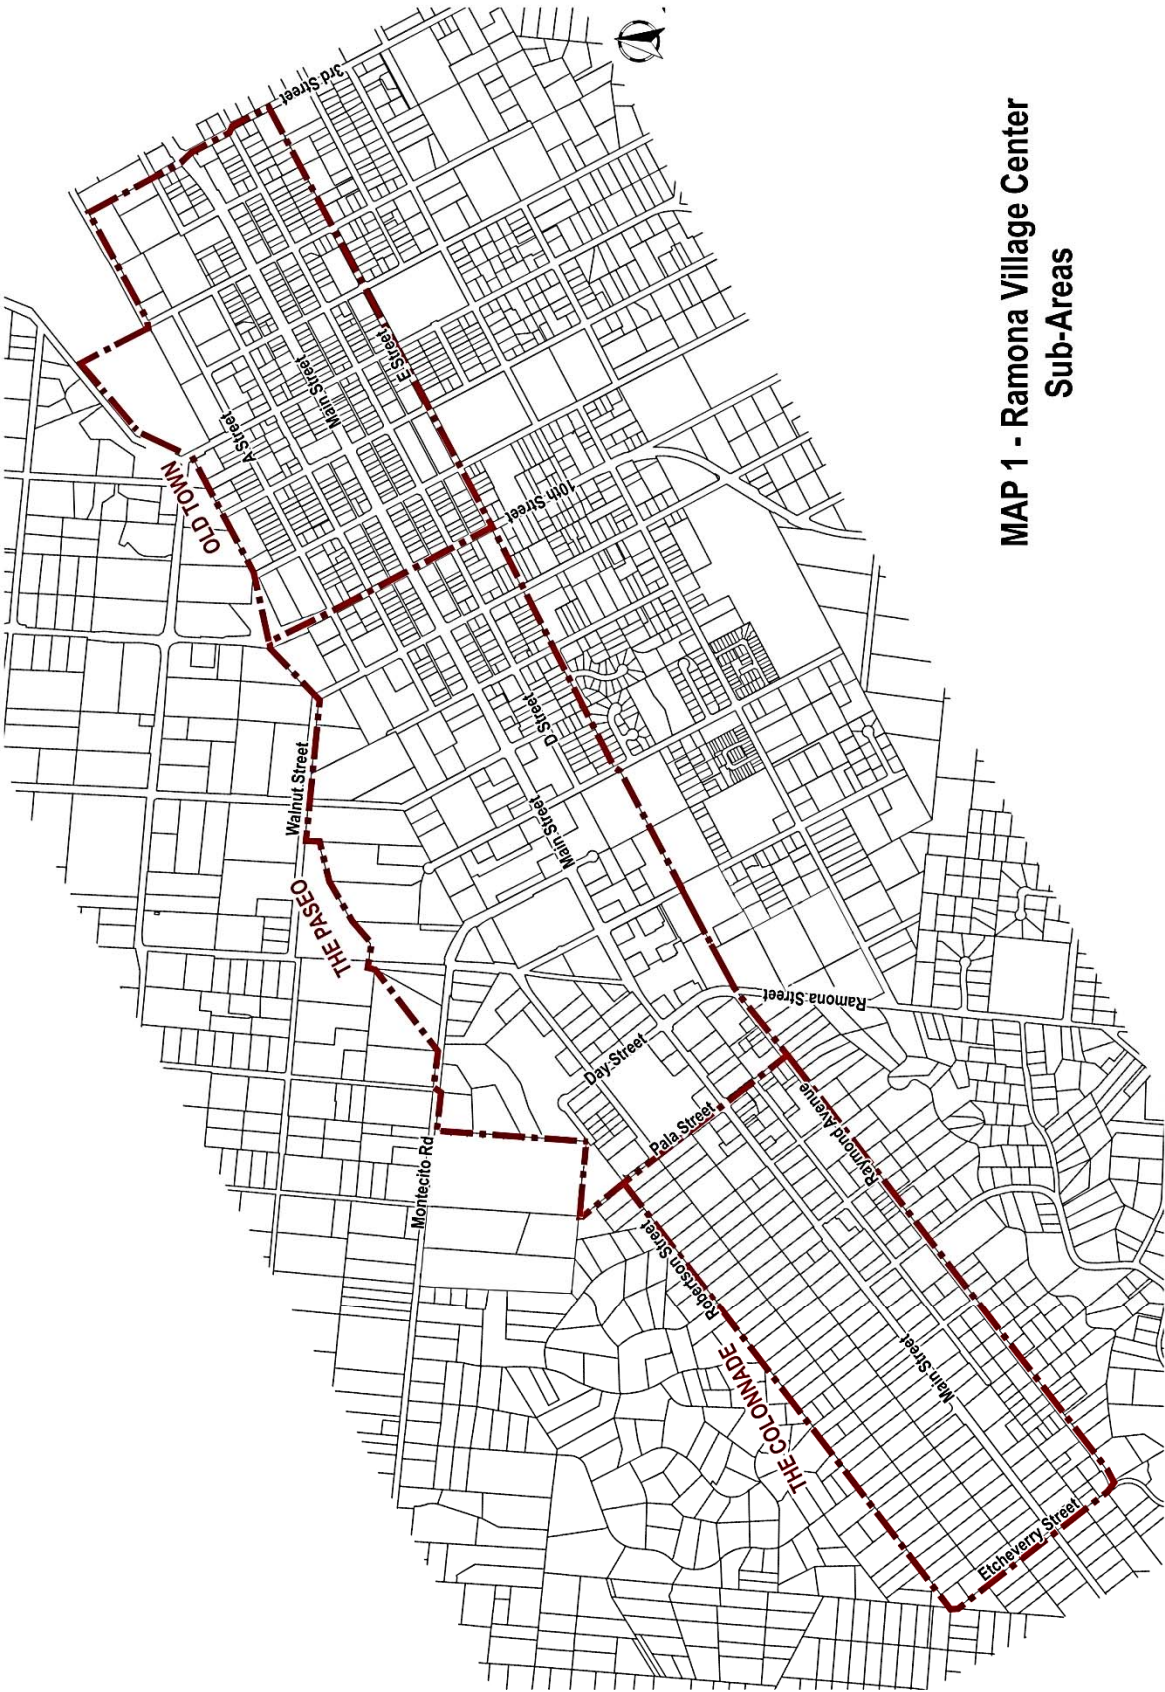 MAP 1 - Ramona Village Center
Sub-Areas
3rd Street
E Street
Main Street
A Street
OLD TOWN
10th Street
D Street
Main Street
Walnut Street
THE PASEO
Ramona Street
Day Street
Pala Street
Raymond Avenue
Montecito Rd
Robertson Street
THE COLONNADE
Main Street
Etcheverry Street